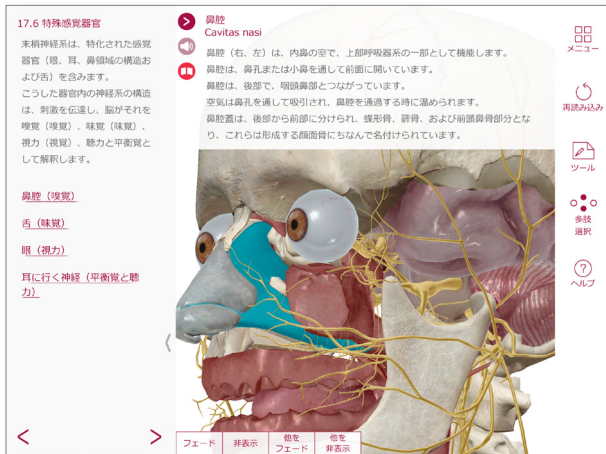 17.6 特殊感覚器官
末梢神経系は、特化された感覚
器官（眼、耳、鼻領域の構造お
よび舌）を含みます。
こうした器官内の神経系の構造
は、刺激を伝達し、脳がそれを
嗅覚（嗅覚）、味覚（味覚）、
視力（視覚）、聴力と平衡覚と
して解釈します。
鼻腔（嗅覚）
舌（味覚）
眼（視力）
耳に行く神経（平衡覚と聴
力）
鼻腔
Cavitas nasi
鼻腔（右、左）は、内鼻の空で、上部呼吸器系の一部として機能します。
鼻腔は、鼻孔または小鼻を通して前面に開いています。
鼻腔は、後部で、咽頭鼻部とつながっています。
空気は鼻孔を通して吸引され、鼻腔を通過する時に温められます。
鼻腔蓋は、後部から前部に分けられ、蝶形骨、篩骨、および前頭鼻骨部分とな
り、これらは形成する顔面骨にちなんで名付けられています。
メニュー
再読み込み
ツール
多肢
選択
ヘルプ
フェード
非表示
他を
フェード
他を
非表示